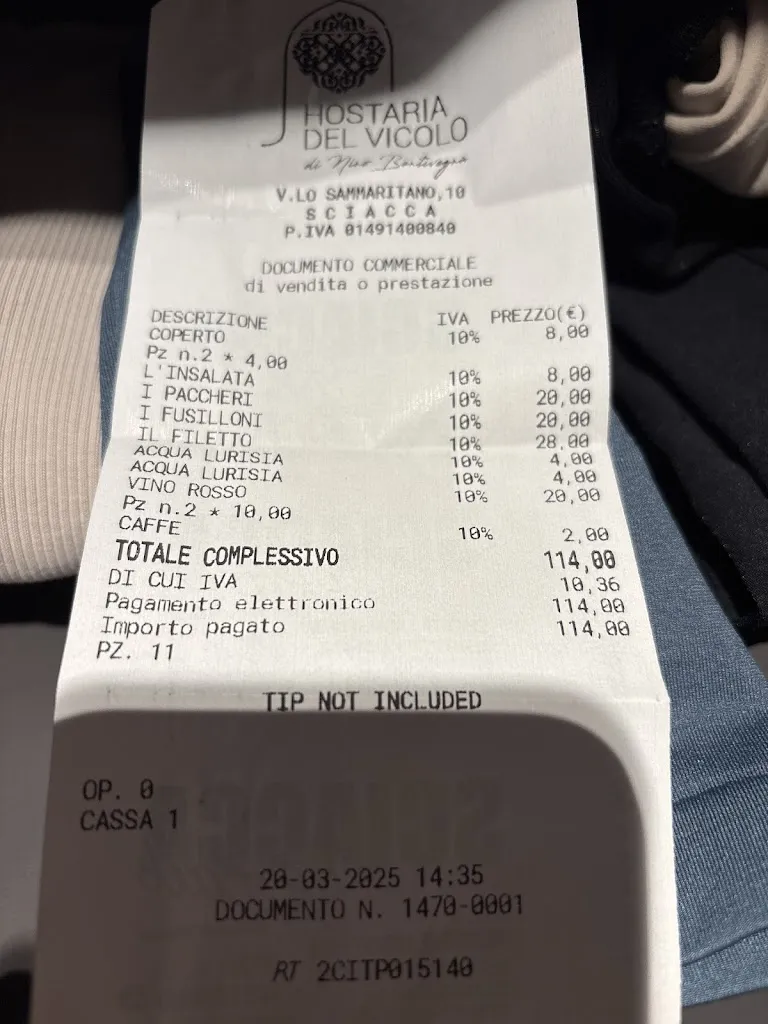 HOSTARIA
DEL VICOLO
di Nino Bentivegna
V.LO SAMMARITANO,10
SCIACCA
P.IVA 01491400840
DOCUMENTO COMMERCIALE
di vendita o prestazione
DESCRIZIONE IVA PREZZO(€)
COPERTO 10% 8,00
Pz n.2 * 4,00
L'INSALATA 10% 8,00
I PACCHERI 10% 20,00
I FUSILLONI 10% 20,00
IL FILETTO 10% 28,00
ACQUA LURISIA 10% 4,00
ACQUA LURISIA 10% 4,00
VINO ROSSO 10% 20,00
Pz n.2 * 10,00
CAFFE 10% 2,00
TOTALE COMPLESSIVO 114,00
DI CUI IVA 10,36
Pagamento elettronico 114,00
Importo pagato 114,00
PZ. 11
TIP NOT INCLUDED
OP. 0
CASSA 1
20-03-2025 14:35
DOCUMENTO N. 1470-0001
RT 2CITP015140